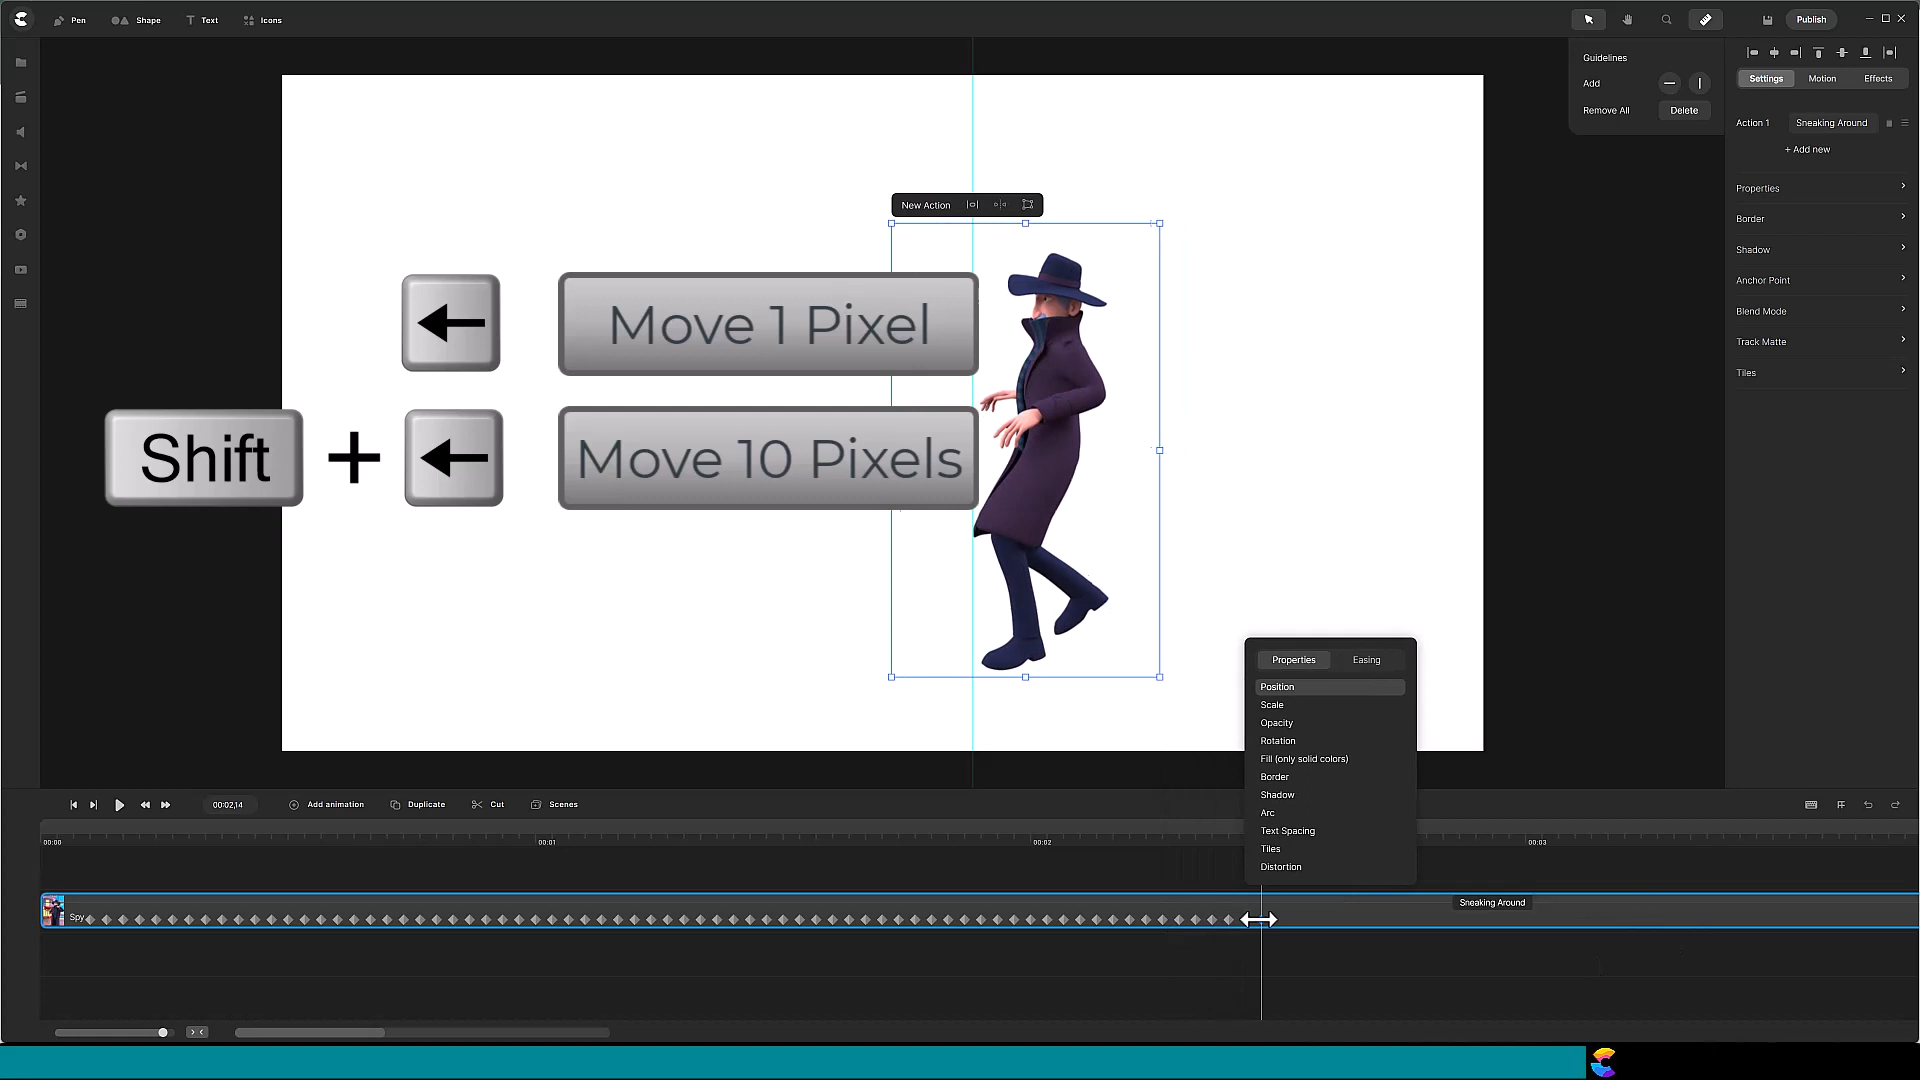 Pen
Shape
Text
Icons
Publish
Guidelines
Add
Remove All
Delete
Settings
Motion
Effects
Action 1
Sneaking Around
+ Add new
Properties
Border
Shadow
Anchor Point
Blend Mode
Track Matte
Tiles
New Action
Move 1 Pixel
Shift
+
Move 10 Pixels
Properties
Easing
Position
Scale
Opacity
Rotation
Fill (only solid colors)
Border
Shadow
Arc
Text Spacing
Tiles
Distortion
00:02,14
Add animation
Duplicate
Cut
Scenes
00:00
00:01
00:02
00:03
Spy
Sneaking Around